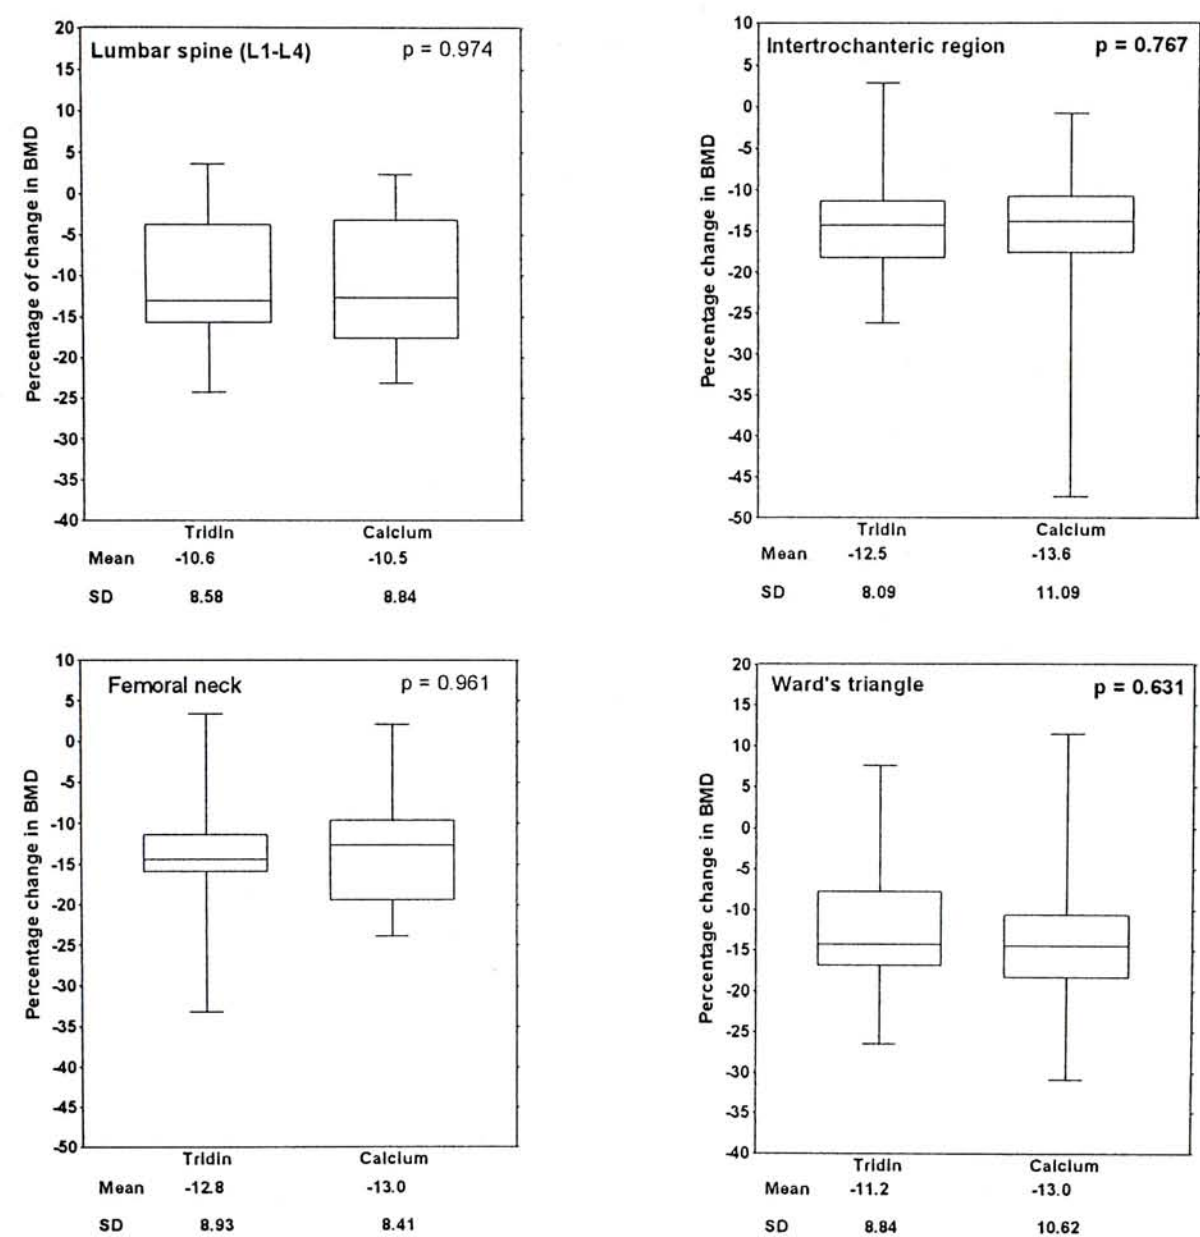 Lumbar spine (L1-L4) p = 0.974
Percentage of change in BMD
20
15
10
5
0
-5
-10
-15
-20
-25
-30
-35
-40
Tridin Calcium
Mean -10.6 -10.5
SD 8.58 8.84
Intertrochanteric region p = 0.767
Percentage change in BMD
10
5
0
-5
-10
-15
-20
-25
-30
-35
-40
-45
-50
Tridin Calcium
Mean -12.5 -13.6
SD 8.09 11.09
Femoral neck p = 0.961
Percentage change in BMD
10
5
0
-5
-10
-15
-20
-25
-30
-35
-40
-45
-50
Tridin Calcium
Mean -12.8 -13.0
SD 8.93 8.41
Ward's triangle p = 0.631
Percentage change in BMD
20
15
10
5
0
-5
-10
-15
-20
-25
-30
-35
-40
Tridin Calcium
Mean -11.2 -13.0
SD 8.84 10.62